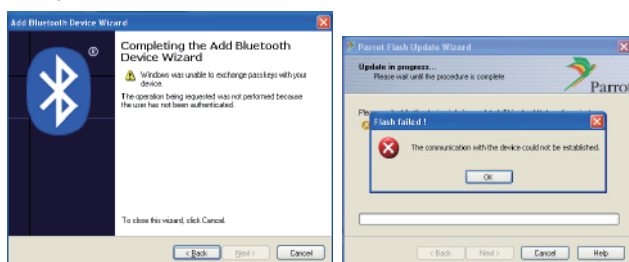 Add Bluetooth Device Wizard
Completing the Add Bluetooth
Device Wizard
Windows was unable to exchange passkeys with your
device.
The operation being requested was not performed because
the user has not been authenticated.
To close this wizard, click Cancel.
< Back
Next >
Cancel
Parrot Flash Update Wizard
Update in progress...
Please wait until the procedure is complete
Parrot
Flash failed !
The communication with the device could not be established.
OK
< Back
Next >
Cancel
Help